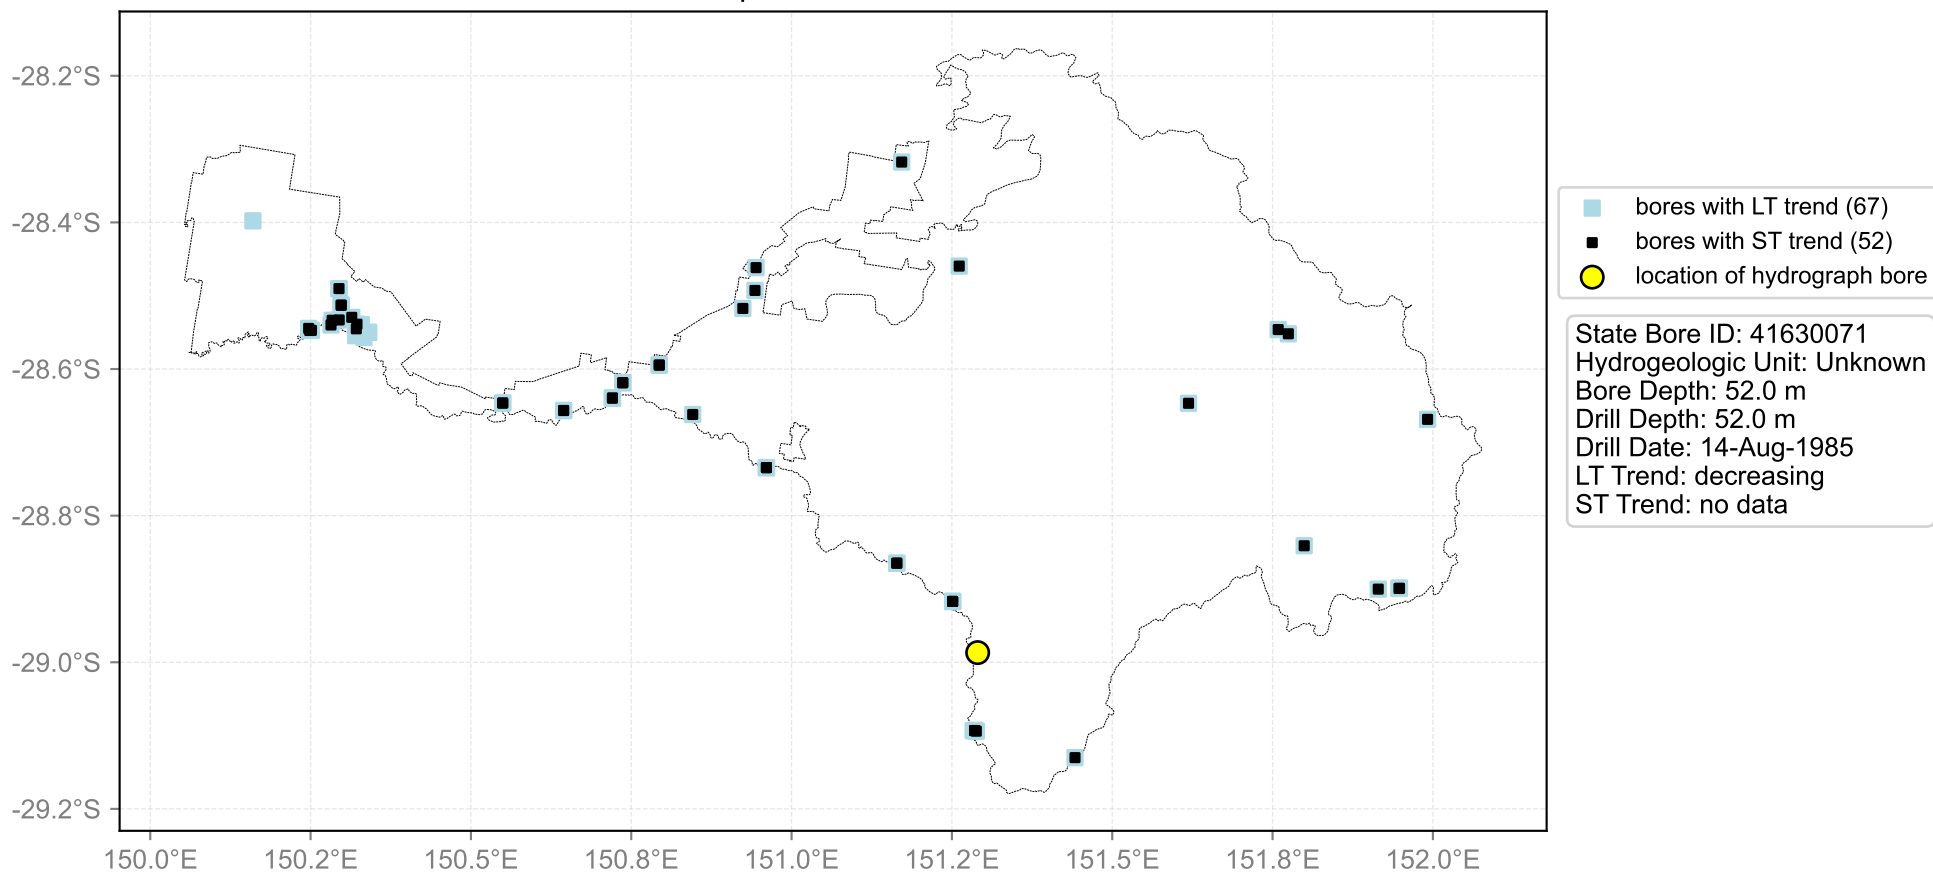 -28.2°S
-28.4°S
-28.6°S
-28.8°S
-29.0°S
-29.2°S
150.0°E 150.2°E 150.5°E 150.8°E 151.0°E 151.2°E 151.5°E 151.8°E 152.0°E
bores with LT trend (67)
bores with ST trend (52)
location of hydrograph bore
State Bore ID: 41630071
Hydrogeologic Unit: Unknown
Bore Depth: 52.0 m
Drill Depth: 52.0 m
Drill Date: 14-Aug-1985
LT Trend: decreasing
ST Trend: no data